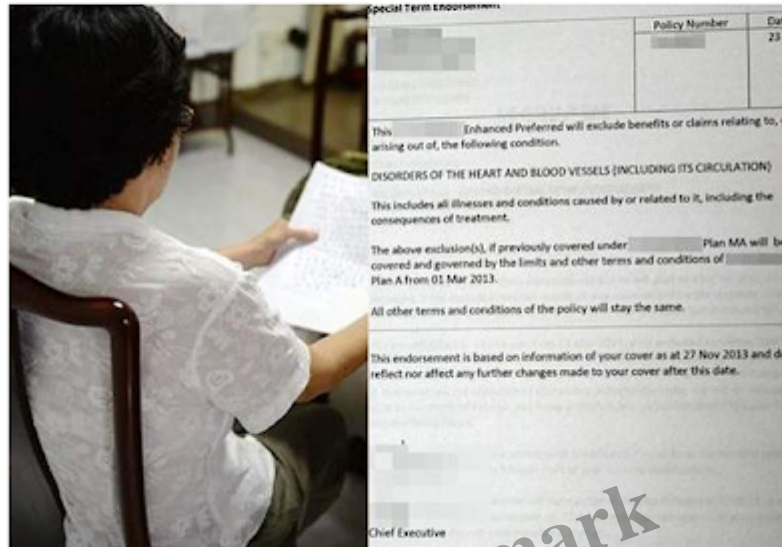 Special Term Endorsement
Policy Number
23
This Enhanced Preferred will exclude benefits or claims relating to,
arising out of, the following condition.
DISORDERS OF THE HEART AND BLOOD VESSELS (INCLUDING ITS CIRCULATION)
This includes all illnesses and conditions caused by or related to it, including the
consequences of treatment.
The above exclusion(s), if previously covered under Plan MA will be
covered and governed by the limits and other terms and conditions of
Plan A from 01 Mar 2013.
All other terms and conditions of the policy will stay the same.
This endorsement is based on information of your cover as at 27 Nov 2013 and
reflect nor affect any further changes made to your cover after this date.
Chief Executive
mark